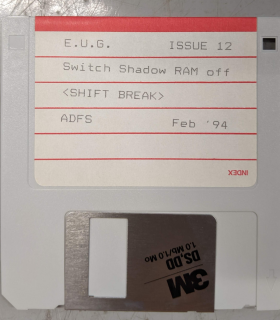 E.U.G. ISSUE 12
Switch Shadow RAM off
<SHIFT BREAK>
ADFS Feb '94
INDEX
3M
DS,DD
1.0 Mb/1.0 Mo